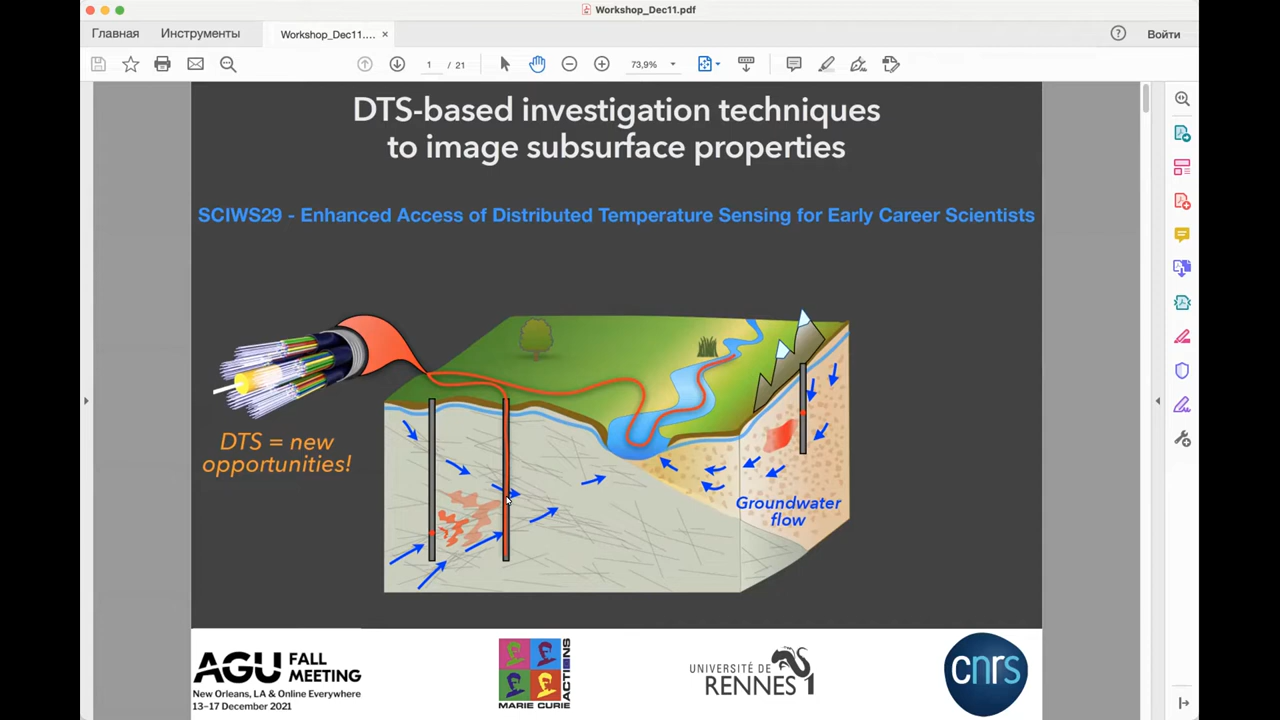 Workshop_Dec11.pdf
Главная
Инструменты
Workshop_Dec11....
Войти
1 / 21
73,9%
DTS-based investigation techniques
to image subsurface properties
SCIWS29 - Enhanced Access of Distributed Temperature Sensing for Early Career Scientists
DTS = new
opportunities!
Groundwater
flow
AGU FALL
MEETING
New Orleans, LA & Online Everywhere
13–17 December 2021
MARIE CURIE
ACTIONS
UNIVERSITÉ DE
RENNES 1
cnrs